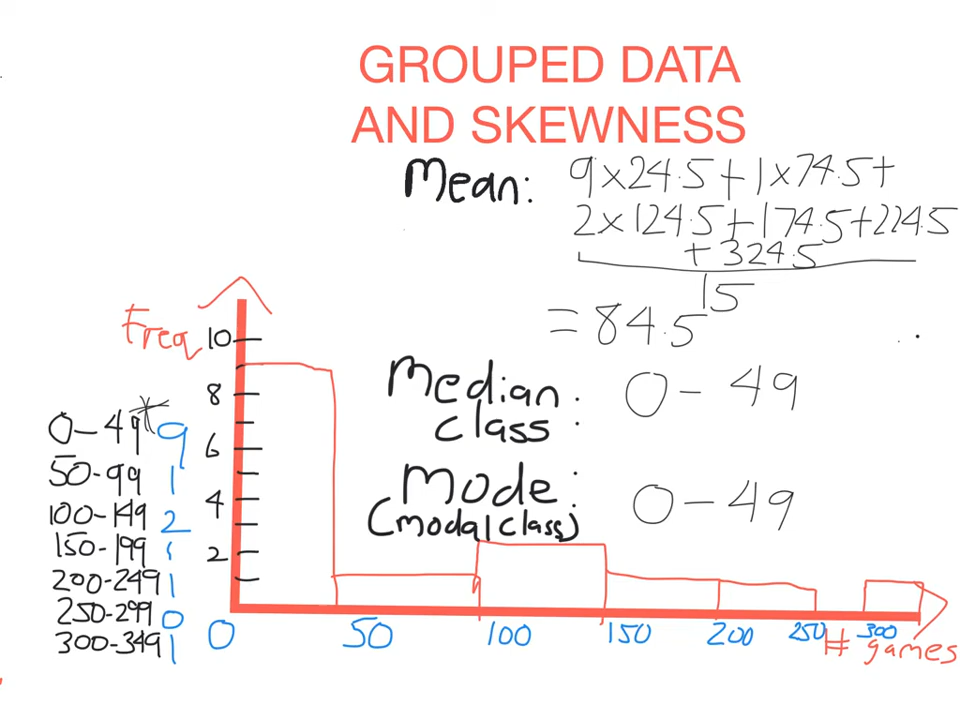 GROUPED DATA
AND SKEWNESS
Mean: 9×24.5+1×74.5+
2×124.5+174.5+224.5
+ 324.5
15
= 84.5
Median class: 0-49
Mode: (modal class) 0-49
Freq
10
8
6
4
2
0-49 9
50-99 1
100-149 2
150-199 1
200-249 1
250-299 0
300-349 1
0 50 100 150 200 250 300
# games